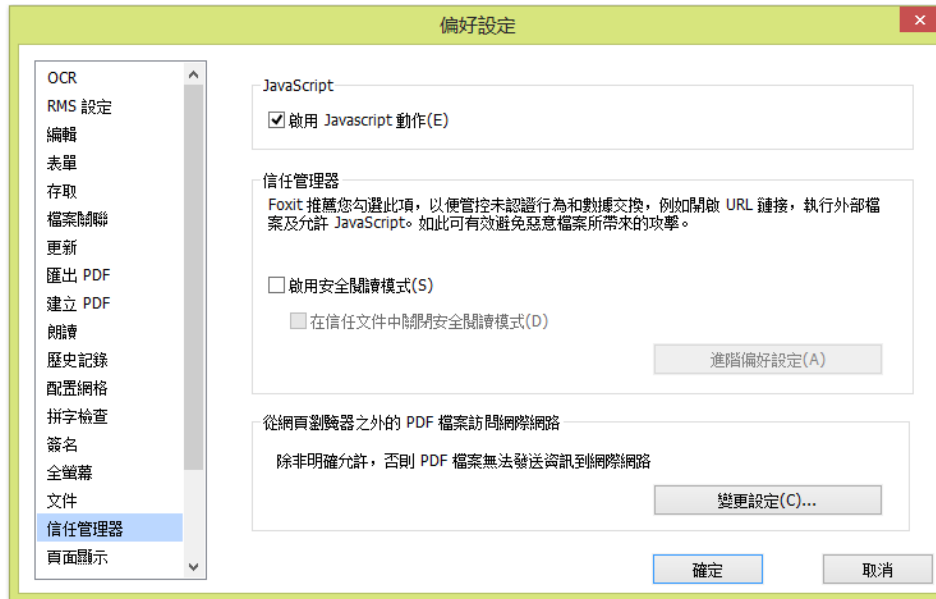 偏好設定
OCR
RMS 設定
編輯
表單
存取
檔案關聯
更新
匯出 PDF
建立 PDF
朗讀
歷史記錄
配置網格
拼字檢查
簽名
全螢幕
文件
信任管理器
頁面顯示
JavaScript
啟用 Javascript 動作(E)
信任管理器
Foxit 推薦您勾選此項，以便管控未認證行為和數據交換，例如開啟 URL 鏈接，執行外部檔
案及允許 JavaScript。如此可有效避免惡意檔案所帶來的攻擊。
啟用安全閱讀模式(S)
在信任文件中關閉安全閱讀模式(D)
進階偏好設定(A)
從網頁瀏覽器之外的 PDF 檔案訪問網際網路
除非明確允許，否則 PDF 檔案無法發送資訊到網際網路
變更設定(C)...
確定
取消